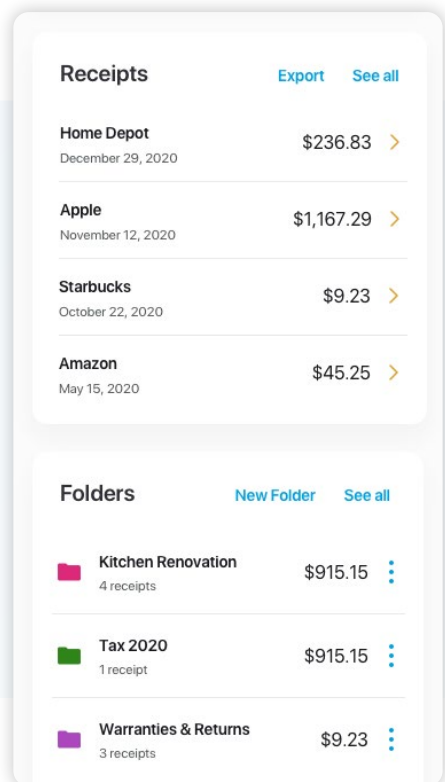 Receipts
Export
See all
Home Depot
$236.83
December 29, 2020
Apple
$1,167.29
November 12, 2020
Starbucks
$9.23
October 22, 2020
Amazon
$45.25
May 15, 2020
Folders
New Folder
See all
Kitchen Renovation
$915.15
4 receipts
Tax 2020
$915.15
1 receipt
Warranties & Returns
$9.23
3 receipts